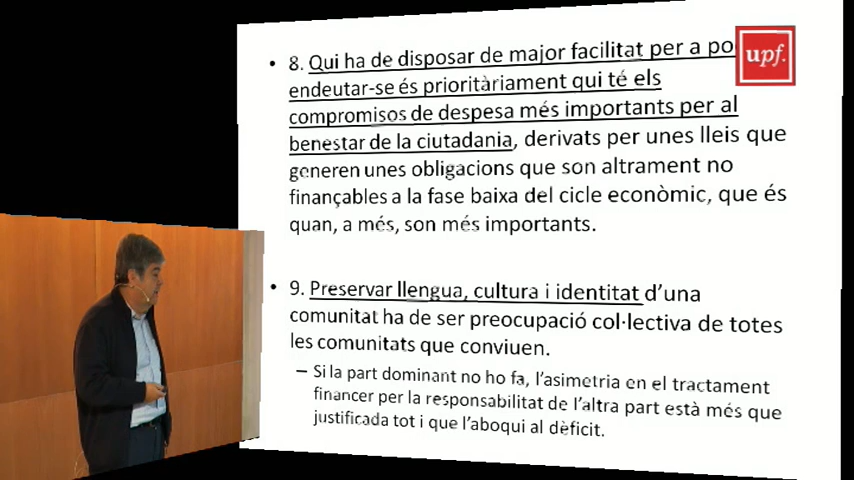 • 8. Qui ha de disposar de major facilitat per a
upf.
endeutar-se és prioritàriament qui té els
compromisos de despesa més importants per al
benestar de la ciutadania, derivats per unes lleis que
generen unes obligacions que son altrament no
finançables a la fase baixa del cicle econòmic, que és
quan, a més, son més importants.
• 9. Preservar llengua, cultura i identitat d’una
comunitat ha de ser preocupació col·lectiva de totes
les comunitats que conviuen.
– Si la part dominant no ho fa, l’asimetria en el tractament
financer per la responsabilitat de l’altra part està més que
justificada tot i que l’aboqui al dèficit.